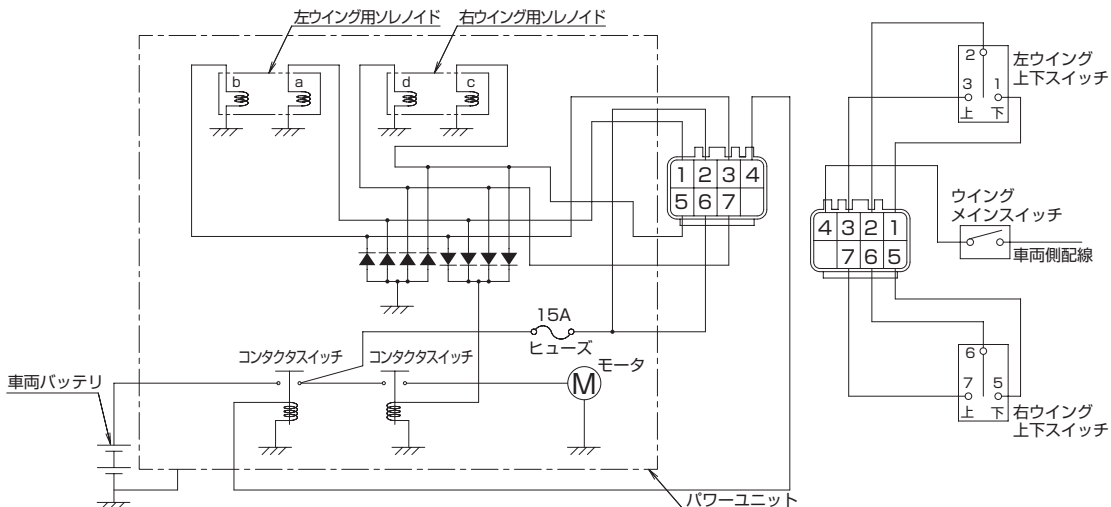 左ウイング用ソレノイド
右ウイング用ソレノイド
b a d c
1 2 3 4
5 6 7
15A
ヒューズ
コンタクタスイッチ
コンタクタスイッチ
モータ
M
車両バッテリ
パワーユニット
2
3 1
上 下
左ウイング
上下スイッチ
ウイング
メインスイッチ
車両側配線
4 3 2 1
7 6 5
6
7 5
上 下
右ウイング
上下スイッチ